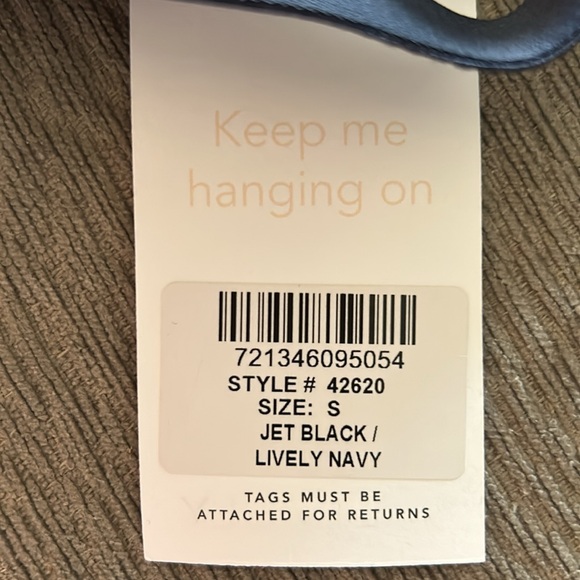 Keep me
hanging on
721346095054
STYLE # 42620
SIZE: S
JET BLACK /
LIVELY NAVY
TAGS MUST BE
ATTACHED FOR RETURNS